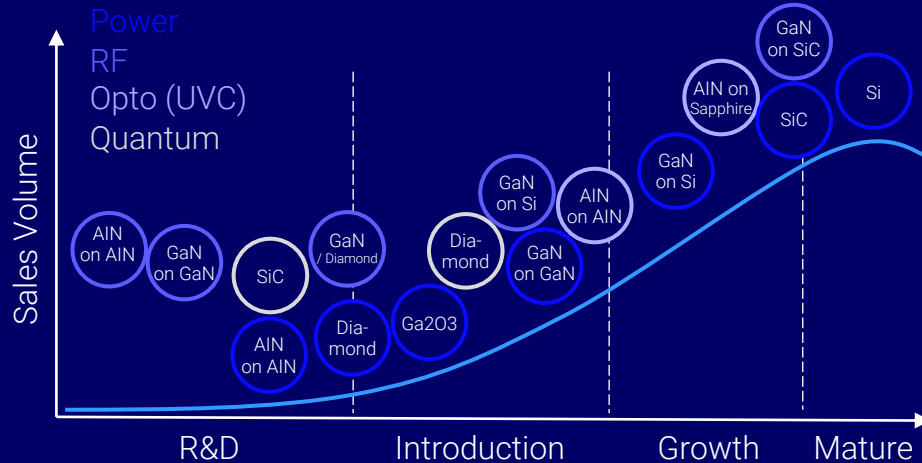 Power
RF
Opto (UVC)
Quantum
Sales Volume
AlN
on AlN
GaN
on GaN
SiC
AlN
on AlN
GaN
/ Diamond
Dia-
mond
Ga2O3
Dia-
mond
GaN
on Si
GaN
on GaN
AlN
on AlN
GaN
on Si
AlN on
Sapphire
GaN
on SiC
SiC
Si
R&D
Introduction
Growth
Mature